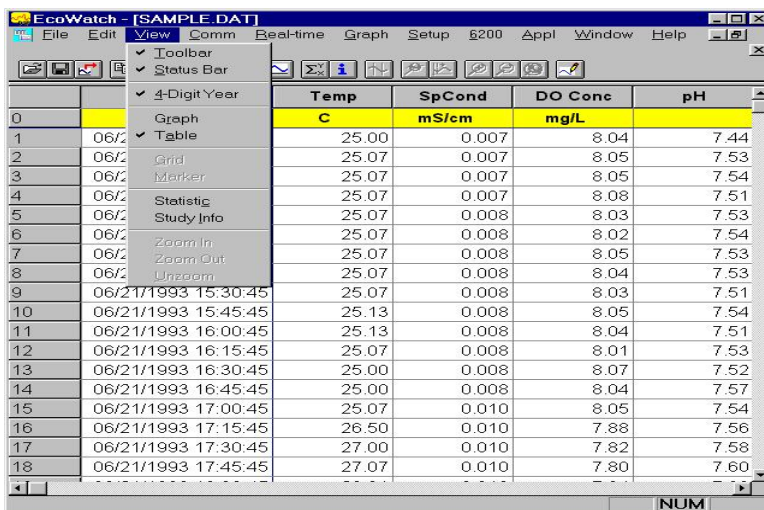 EcoWatch - [SAMPLE.DAT]
File Edit View Comm Real-time Graph Setup 6200 Appl Window Help
Toolbar
Status Bar
4-Digit Year
Graph
Table
Grid
Marker
Statistic
Study Info
Zoom In
Zoom Out
Unzoom
Temp SpCond DO Conc pH
0 C mS/cm mg/L
1 06/2 25.00 0.007 8.04 7.44
2 06/2 25.07 0.007 8.05 7.53
3 06/2 25.07 0.007 8.05 7.54
4 06/2 25.07 0.007 8.08 7.51
5 06/2 25.07 0.008 8.03 7.53
6 06/2 25.07 0.008 8.02 7.54
7 06/2 25.07 0.008 8.05 7.53
8 06/2 25.07 0.008 8.04 7.53
9 06/21/1993 15:30:45 25.07 0.008 8.03 7.51
10 06/21/1993 15:45:45 25.13 0.008 8.05 7.54
11 06/21/1993 16:00:45 25.13 0.008 8.04 7.51
12 06/21/1993 16:15:45 25.07 0.008 8.01 7.53
13 06/21/1993 16:30:45 25.00 0.008 8.07 7.52
14 06/21/1993 16:45:45 25.00 0.008 8.04 7.57
15 06/21/1993 17:00:45 25.07 0.010 8.05 7.54
16 06/21/1993 17:15:45 26.50 0.010 7.88 7.56
17 06/21/1993 17:30:45 27.00 0.010 7.82 7.58
18 06/21/1993 17:45:45 27.07 0.010 7.80 7.60
NUM